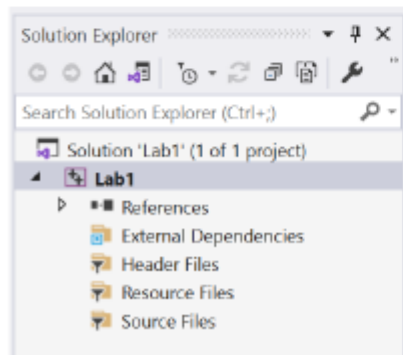 Solution Explorer
Search Solution Explorer (Ctrl+;)
Solution 'Lab1' (1 of 1 project)
Lab1
References
External Dependencies
Header Files
Resource Files
Source Files